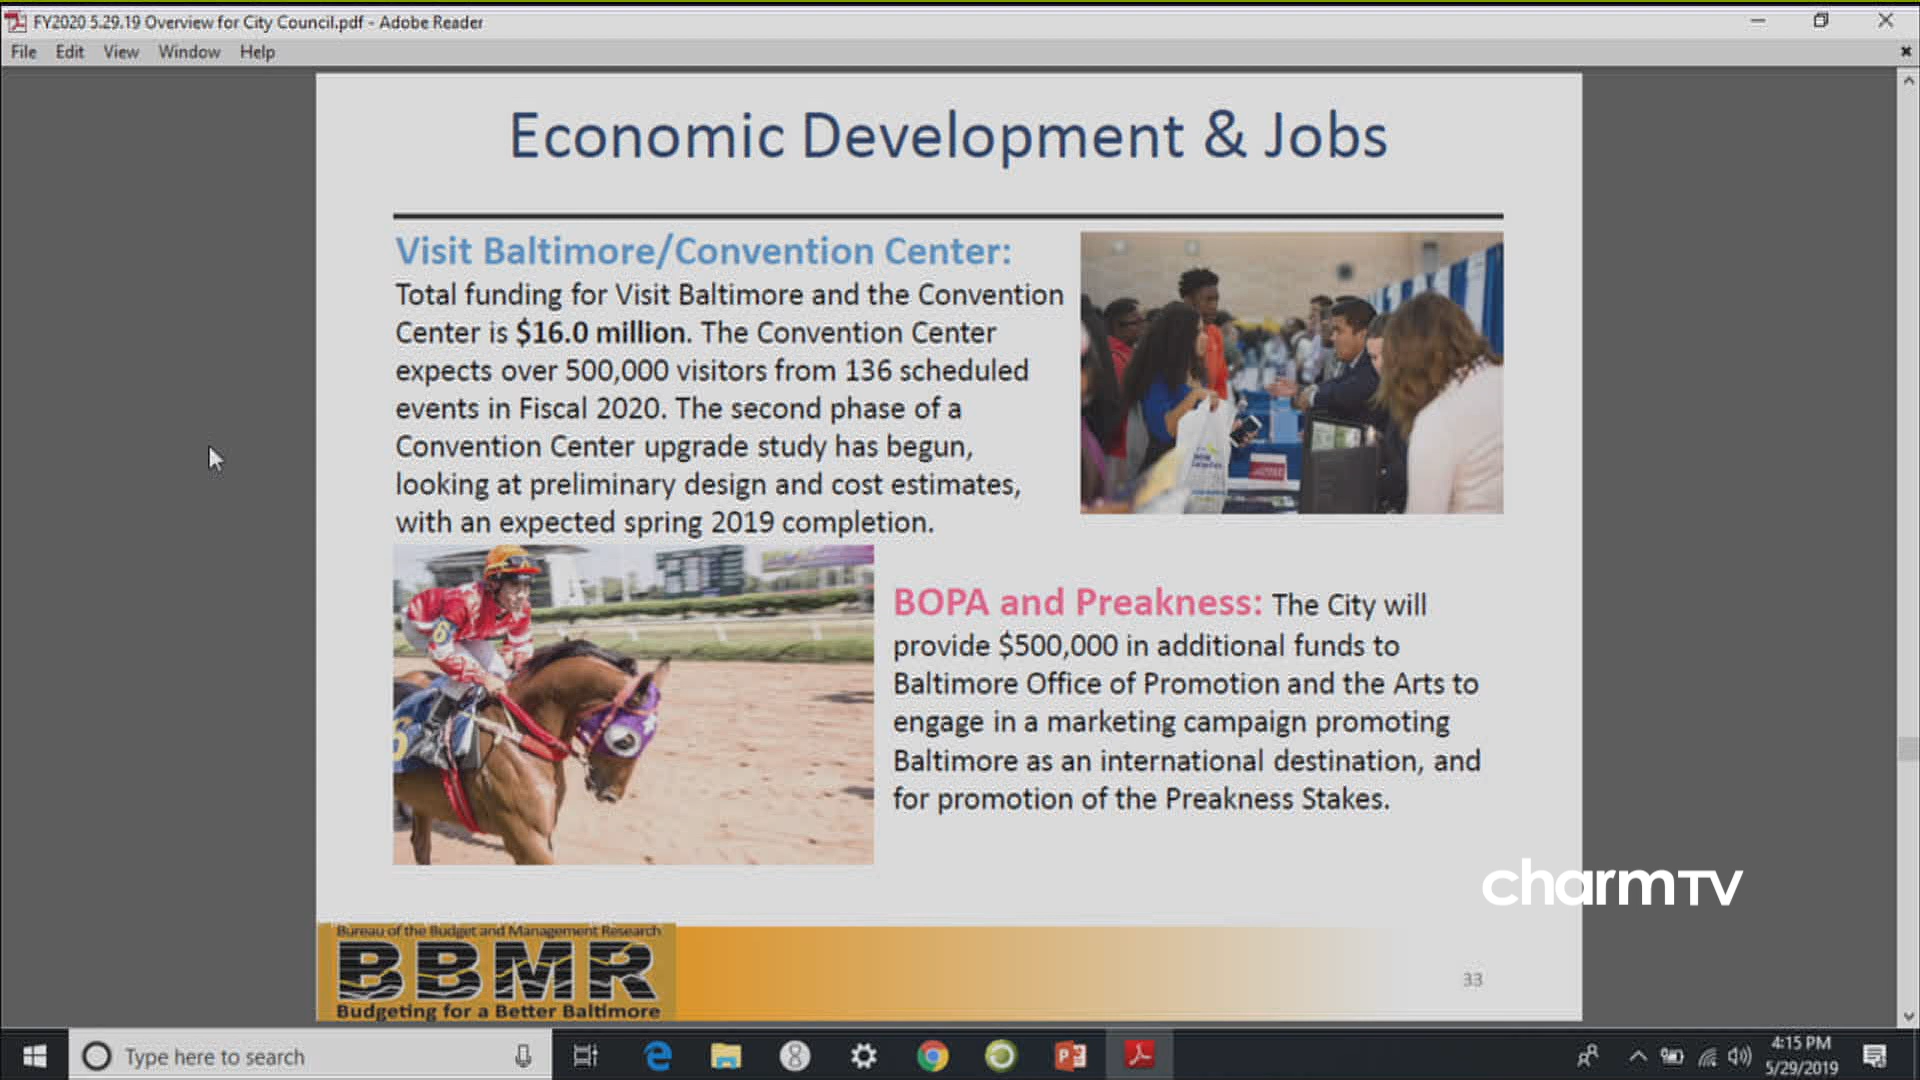 FY2020 5.29.19 Overview for City Council.pdf - Adobe Reader
File Edit View Window Help
Economic Development & Jobs
Visit Baltimore/Convention Center:
Total funding for Visit Baltimore and the Convention
Center is $16.0 million. The Convention Center
expects over 500,000 visitors from 136 scheduled
events in Fiscal 2020. The second phase of a
Convention Center upgrade study has begun,
looking at preliminary design and cost estimates,
with an expected spring 2019 completion.
6
6
BOPA and Preakness: The City will
provide $500,000 in additional funds to
Baltimore Office of Promotion and the Arts to
engage in a marketing campaign promoting
Baltimore as an international destination, and
for promotion of the Preakness Stakes.
charmTV
Bureau of the Budget and Management Research
BBMR
Budgeting for a Better Baltimore
33
Type here to search
4:15 PM
5/29/2019